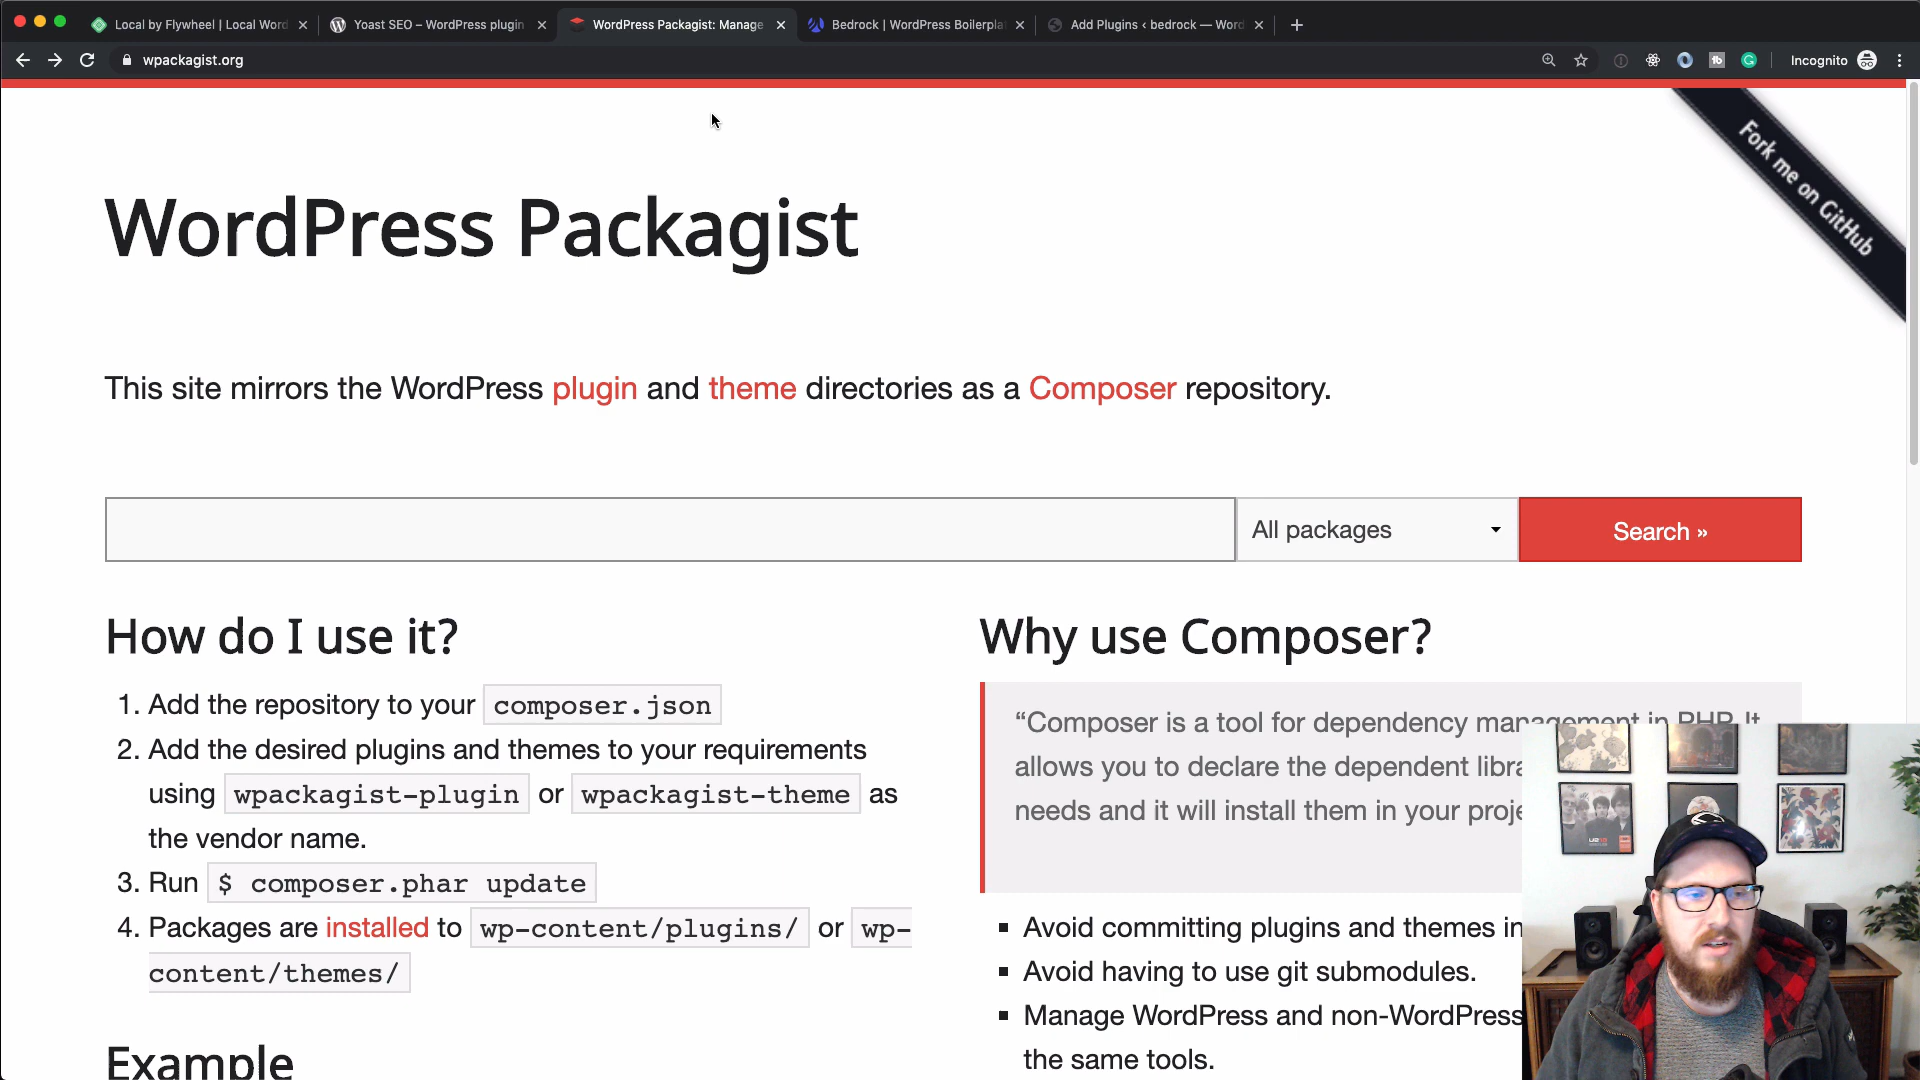 Local by Flywheel | Local Word
Yoast SEO – WordPress plugin
WordPress Packagist: Manage
Bedrock | WordPress Boilerpla
Add Plugins ‹ bedrock — Word
wpackagist.org
Incognito
Fork me on GitHub
WordPress Packagist
This site mirrors the WordPress plugin and theme directories as a Composer repository.
All packages
Search »
How do I use it?
1. Add the repository to your composer.json
2. Add the desired plugins and themes to your requirements
using wpackagist-plugin or wpackagist-theme as
the vendor name.
3. Run $ composer.phar update
4. Packages are installed to wp-content/plugins/ or wp-
content/themes/
Example
Why use Composer?
“Composer is a tool for dependency management in PHP. It
allows you to declare the dependent libra
needs and it will install them in your proje
Avoid committing plugins and themes in
Avoid having to use git submodules.
Manage WordPress and non-WordPress
the same tools.